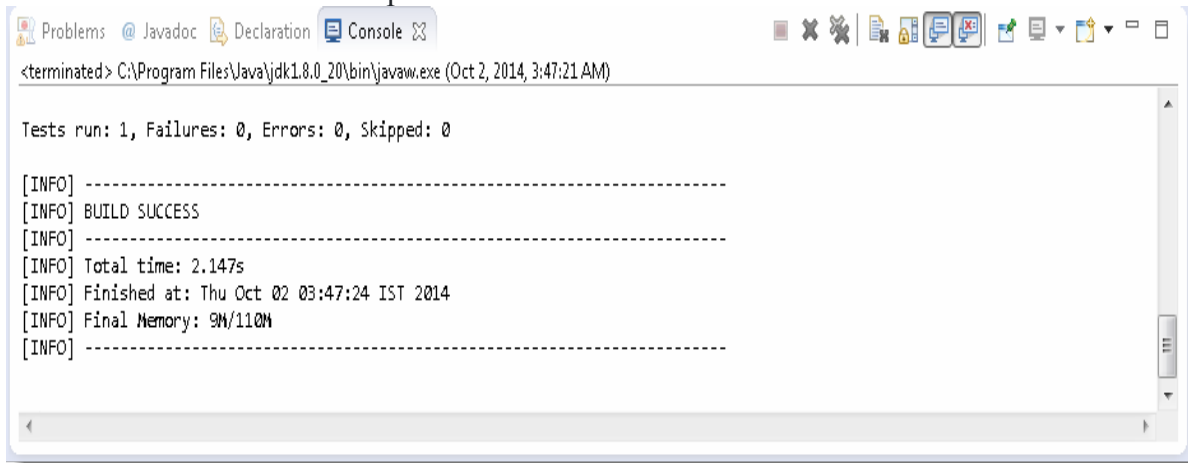 Problems @ Javadoc Declaration Console
<terminated> C:\Program Files\Java\jdk1.8.0_20\bin\javaw.exe (Oct 2, 2014, 3:47:21 AM)
Tests run: 1, Failures: 0, Errors: 0, Skipped: 0
[INFO] ------------------------------------------------------------------------
[INFO] BUILD SUCCESS
[INFO] ------------------------------------------------------------------------
[INFO] Total time: 2.147s
[INFO] Finished at: Thu Oct 02 03:47:24 IST 2014
[INFO] Final Memory: 9M/110M
[INFO] ------------------------------------------------------------------------